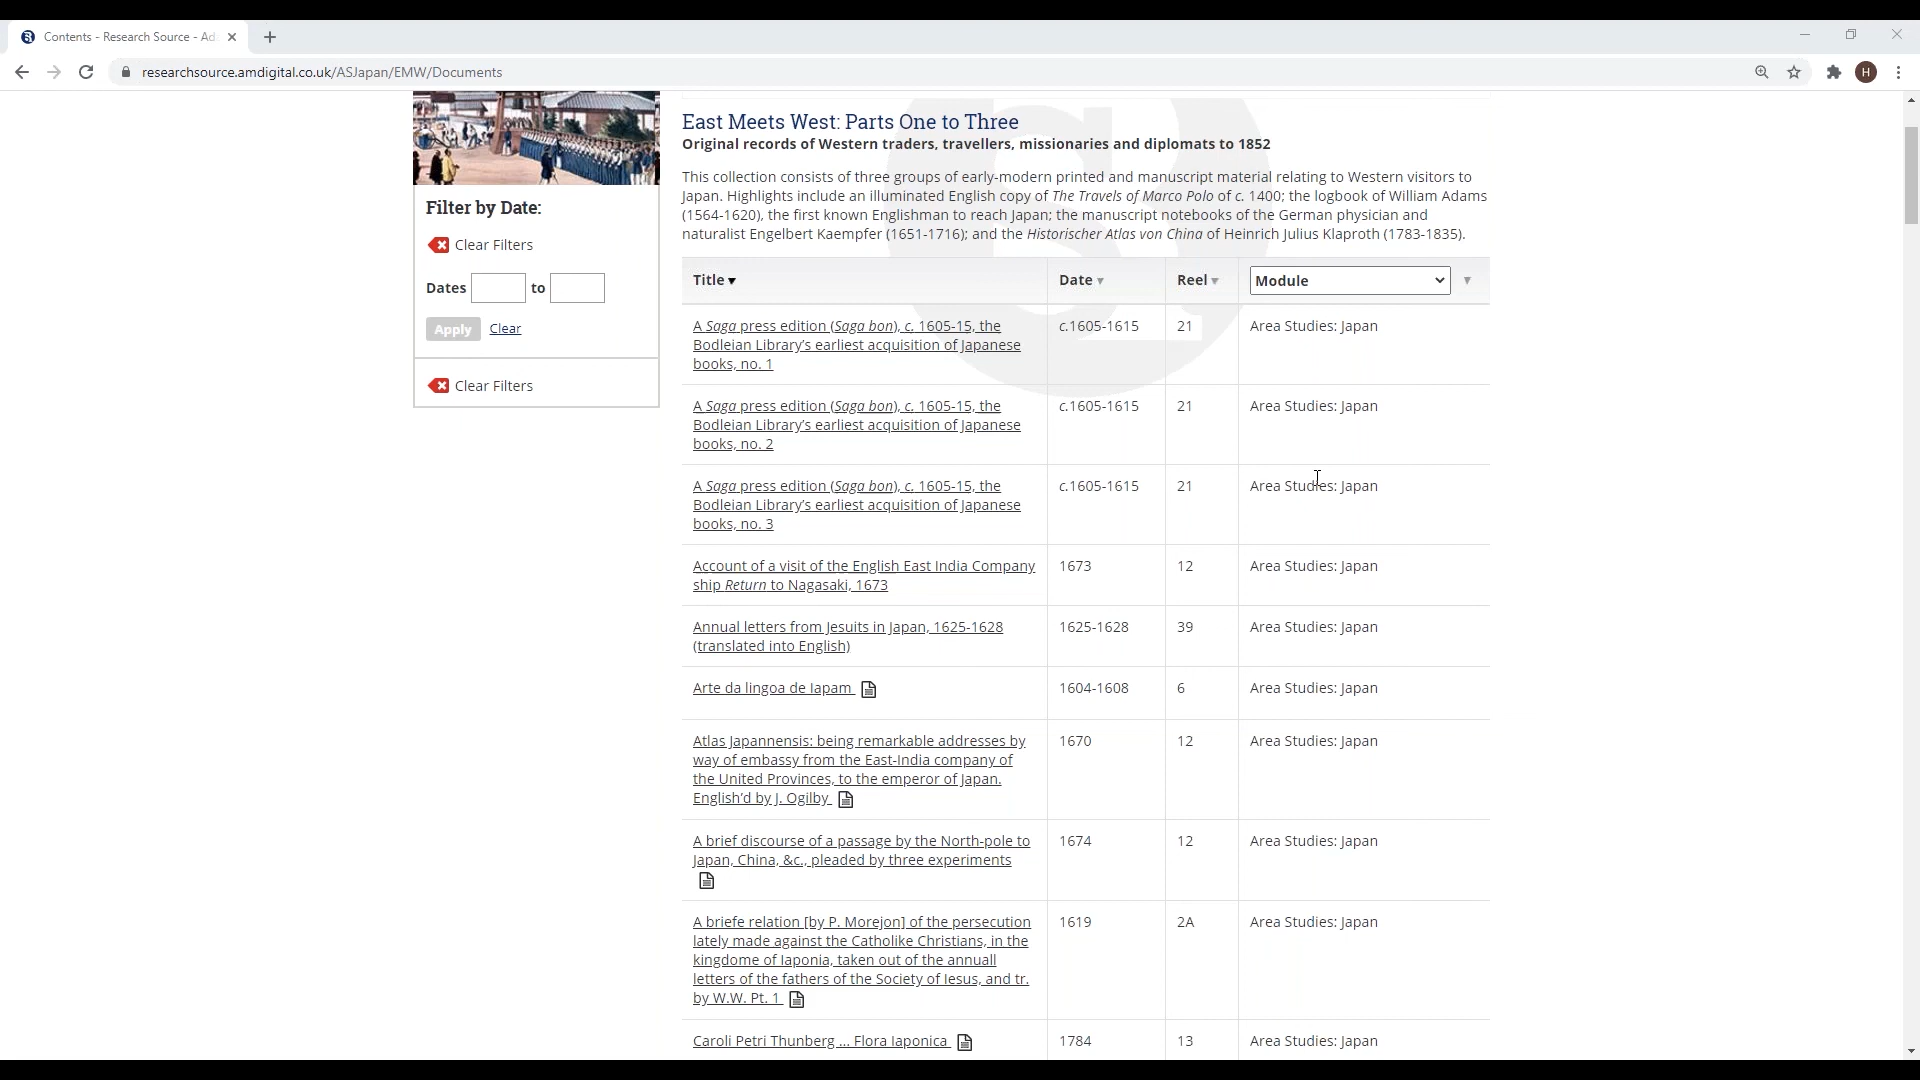 Contents - Research Source - Ad
researchsource.amdigital.co.uk/ASJapan/EMW/Documents
H
Filter by Date:
Clear Filters
Dates to
Apply Clear
Clear Filters
East Meets West: Parts One to Three
Original records of Western traders, travellers, missionaries and diplomats to 1852
This collection consists of three groups of early-modern printed and manuscript material relating to Western visitors to
Japan. Highlights include an illuminated English copy of The Travels of Marco Polo of c. 1400; the logbook of William Adams
(1564-1620), the first known Englishman to reach Japan; the manuscript notebooks of the German physician and
naturalist Engelbert Kaempfer (1651-1716); and the Historischer Atlas von China of Heinrich Julius Klaproth (1783-1835).
Title Date Reel Module
A Saga press edition (Saga bon), c. 1605-15, the c.1605-1615 21 Area Studies: Japan
Bodleian Library's earliest acquisition of Japanese
books, no. 1
A Saga press edition (Saga bon), c. 1605-15, the c.1605-1615 21 Area Studies: Japan
Bodleian Library's earliest acquisition of Japanese
books, no. 2
A Saga press edition (Saga bon), c. 1605-15, the c.1605-1615 21 Area Studies: Japan
Bodleian Library's earliest acquisition of Japanese
books, no. 3
Account of a visit of the English East India Company 1673 12 Area Studies: Japan
ship Return to Nagasaki, 1673
Annual letters from Jesuits in Japan, 1625-1628 1625-1628 39 Area Studies: Japan
(translated into English)
Arte da lingoa de Iapam 1604-1608 6 Area Studies: Japan
Atlas Japannensis: being remarkable addresses by 1670 12 Area Studies: Japan
way of embassy from the East-India company of
the United Provinces, to the emperor of Japan.
English'd by J. Ogilby
A brief discourse of a passage by the North-pole to 1674 12 Area Studies: Japan
Japan, China, &c., pleaded by three experiments
A briefe relation [by P. Morejon] of the persecution 1619 2A Area Studies: Japan
lately made against the Catholike Christians, in the
kingdome of Iaponia, taken out of the annuall
letters of the fathers of the Society of Iesus, and tr.
by W.W. Pt. 1
Caroli Petri Thunberg ... Flora Iaponica 1784 13 Area Studies: Japan